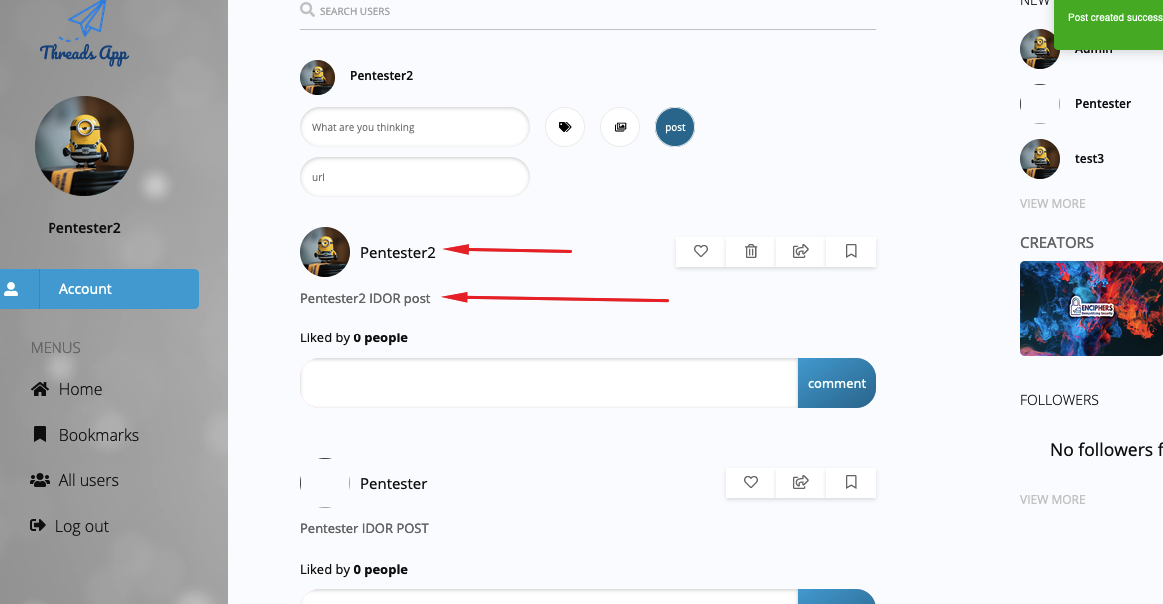 Threads App
Pentester2
Account
MENUS
Home
Bookmarks
All users
Log out
SEARCH USERS
Pentester2
What are you thinking
post
url
Pentester2
Pentester2 IDOR post
Liked by 0 people
comment
Pentester
Pentester IDOR POST
Liked by 0 people
NEW
Post created success
Admin
Pentester
test3
VIEW MORE
CREATORS
ENCIPHERS
FOLLOWERS
No followers f
VIEW MORE